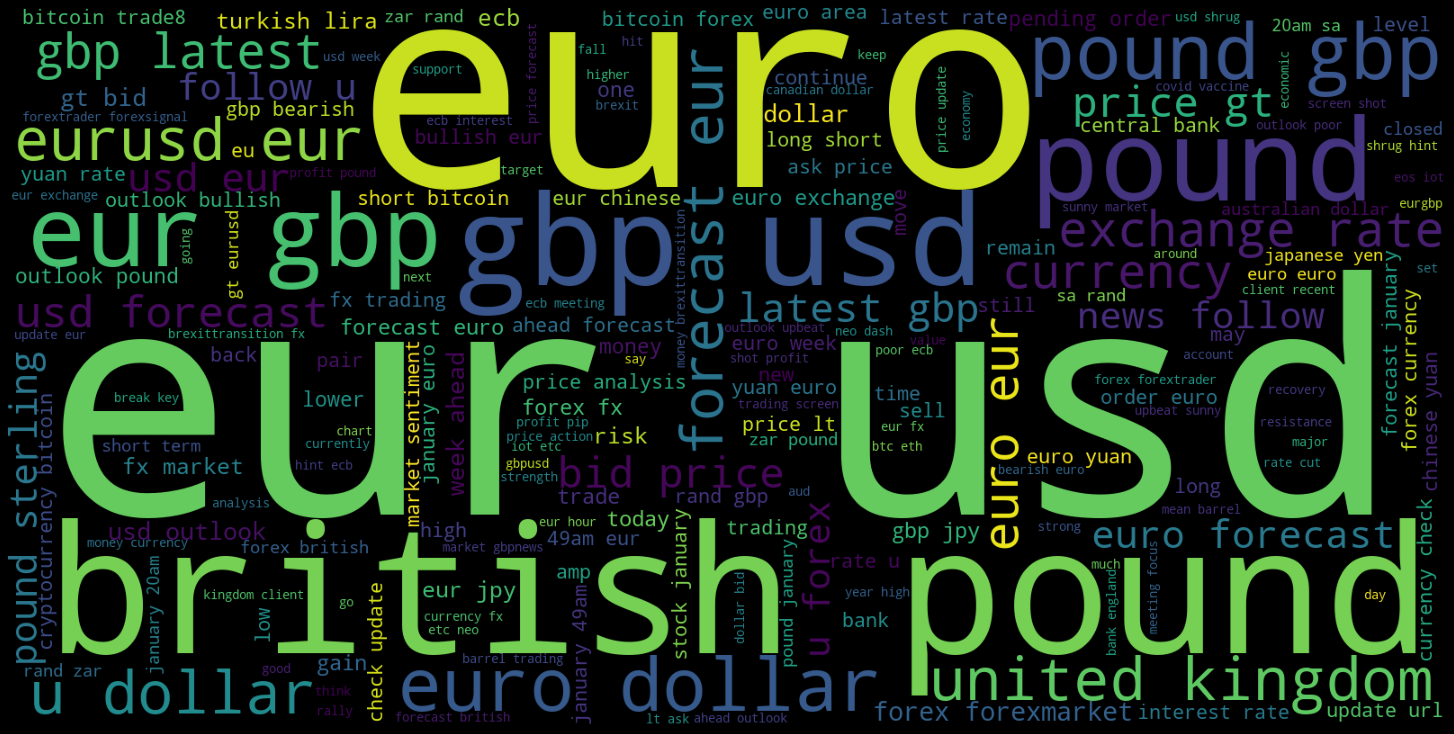 bitcoin trade8
turkish lira
zar rand
ecb
bitcoin forex
euro area
latest rate
pending order
usd shrug
20am sa
level
gbp latest
usd week
euro
fall
hit
keep
pound gbp
support
higher
price forecast
continue
canadian dollar
economic
covid vaccine
screen shot
gt bid
follow u
one
brexit
dollar
price update
economy
price gt
forextrader forexsignal
gbp bearish
ecb interest
bullish eur
long short
central bank
outlook poor
closed
eurusd eur
eu
forecast eur
ask price
pound
shrug hint
yuan rate
usd eur
profit pound
target
eos iot
eur exchange
outlook bullish
short bitcoin
eur chinese
euro exchange
move
sunny market
australian dollar
eurgbp
eur gbp
going
gt eurusd
gbp usd
money brexittransition
exchange rate
remain
around
japanese yen
outlook pound
next
currency
euro euro
set
client recent
usd forecast
fx trading
ecb meeting
latest gbp
still
sa rand
news follow
forecast january
update eur
brexittransition fx
forecast euro
ahead forecast
outlook upbeat
neo dash
may
back
pair
money
say
shot profit
value
euro week
poor ecb
account
chinese yuan
forex currency
pound sterling
cryptocurrency bitcoin
eur usd
market sentiment
january euro
week ahead
price analysis
new
yuan euro
time
euro eur
forex forextrader
recovery
break key
lower
forex fx
trading screen
sell
order euro
upbeat sunny
short term
chart
currently
profit pip
price action
risk
price lt
zar pound
eur fx
btc eth
resistance
major
fx market
hint ecb
iot etc
gbpusd
strength
bid price
euro yuan
bearish euro
rate cut
analysis
trade
rand gbp
aud
long
mean barrel
usd outlook
high
eur hour
today
trading
gbp jpy
strong
euro forecast
money currency
forex british
market gbpnews
49am eur
stock january
u forex
rate u
much
currency check
british pound
january 20am
kingdom client
go
eur jpy
amp
dollar bid
pound january
year high
bank england
meeting focus
day
low
check update
currency fx
etc neo
january 49am
bank
rand zar
good
gain
barrel trading
u dollar
think
rally
euro dollar
united kingdom
forecast british
lt ask
ahead outlook
forex forexmarket
interest rate
update url